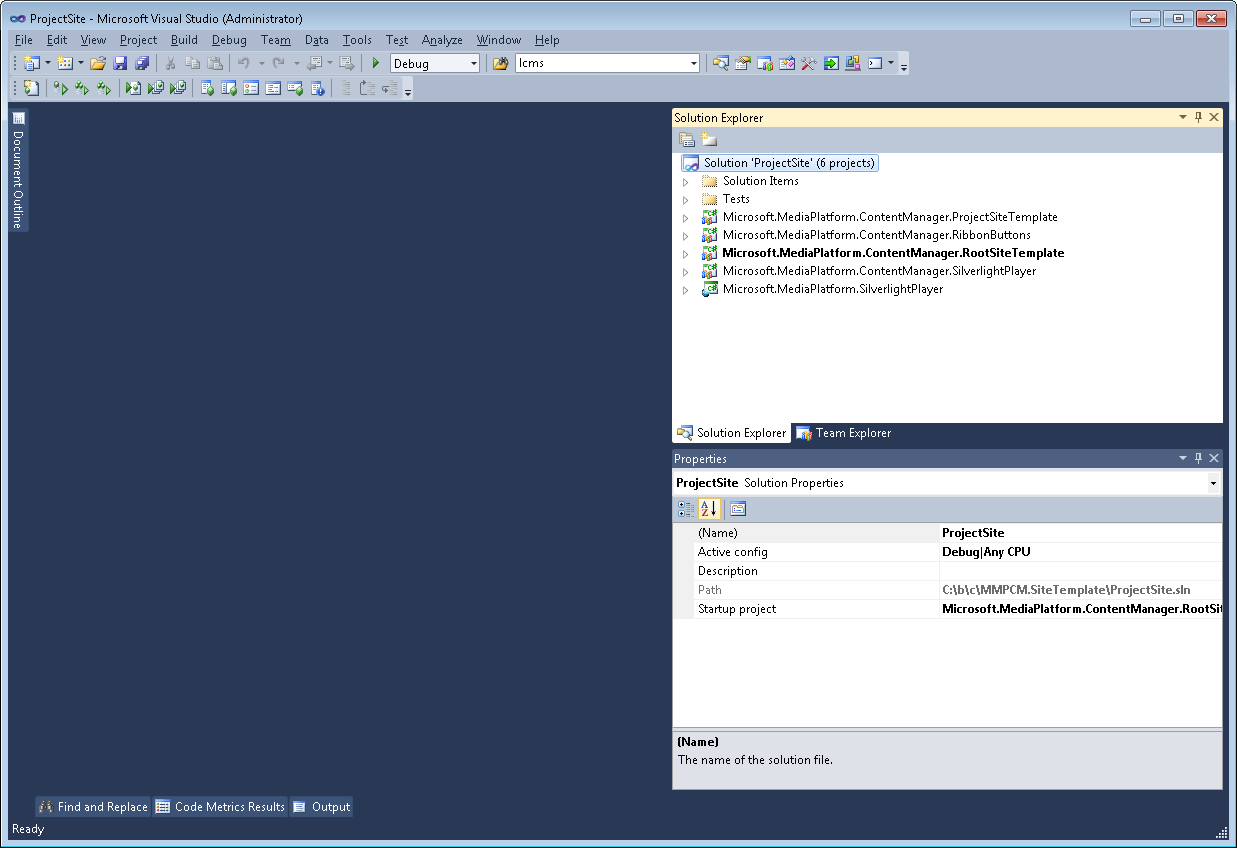 ProjectSite - Microsoft Visual Studio (Administrator)
File Edit View Project Build Debug Team Data Tools Test Analyze Window Help
Debug lcms
Document Outline
Solution Explorer
Solution 'ProjectSite' (6 projects)
Solution Items
Tests
Microsoft.MediaPlatform.ContentManager.ProjectSiteTemplate
Microsoft.MediaPlatform.ContentManager.RibbonButtons
Microsoft.MediaPlatform.ContentManager.RootSiteTemplate
Microsoft.MediaPlatform.ContentManager.SilverlightPlayer
Microsoft.MediaPlatform.SilverlightPlayer
Solution Explorer Team Explorer
Properties
ProjectSite Solution Properties
(Name) ProjectSite
Active config Debug|Any CPU
Description
Path C:\b\c\MMPCM.SiteTemplate\ProjectSite.sln
Startup project Microsoft.MediaPlatform.ContentManager.RootSit
(Name)
The name of the solution file.
Find and Replace Code Metrics Results Output
Ready